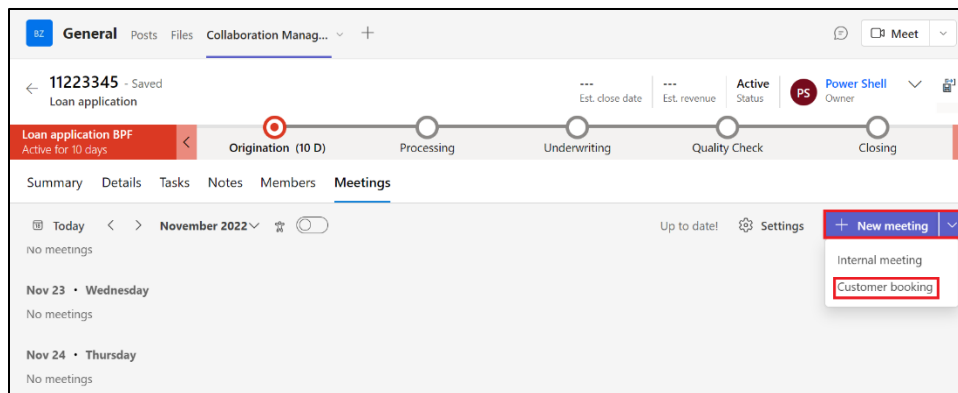 BZ General Posts Files Collaboration Manag... Meet
11223345 - Saved
Loan application
--- Est. close date
--- Est. revenue
Active Status
PS Power Shell Owner
Loan application BPF
Active for 10 days
Origination (10 D) Processing Underwriting Quality Check Closing
Summary Details Tasks Notes Members Meetings
Today November 2022 Up to date! Settings + New meeting
No meetings
Internal meeting
Customer booking
Nov 23 • Wednesday
No meetings
Nov 24 • Thursday
No meetings